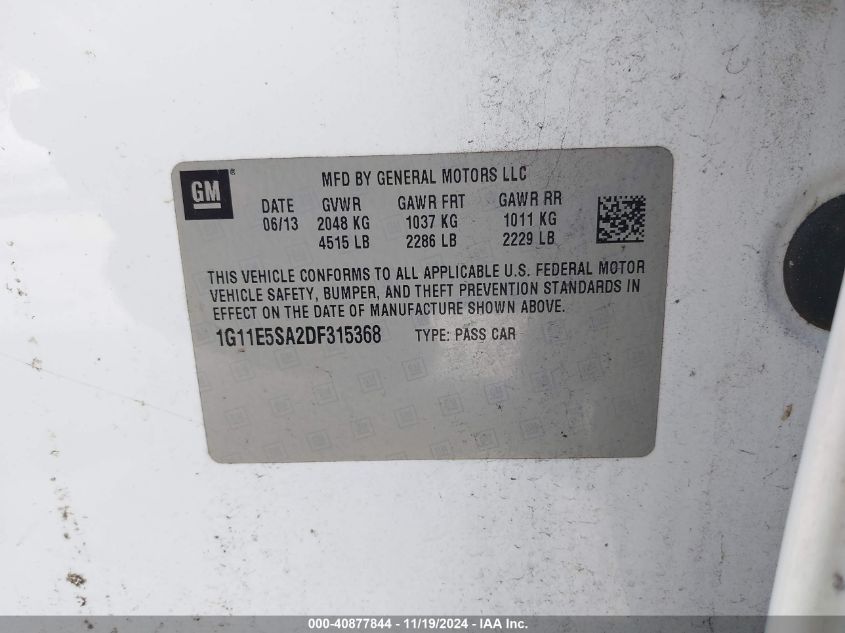 GM®
MFD BY GENERAL MOTORS LLC
DATE GVWR GAWR FRT GAWR RR
06/13 2048 KG 1037 KG 1011 KG
4515 LB 2286 LB 2229 LB
THIS VEHICLE CONFORMS TO ALL APPLICABLE U.S. FEDERAL MOTOR
VEHICLE SAFETY, BUMPER, AND THEFT PREVENTION STANDARDS IN
EFFECT ON THE DATE OF MANUFACTURE SHOWN ABOVE.
1G11E5SA2DF315368 TYPE: PASS CAR
000-40877844 - 11/19/2024 - IAAI Inc.